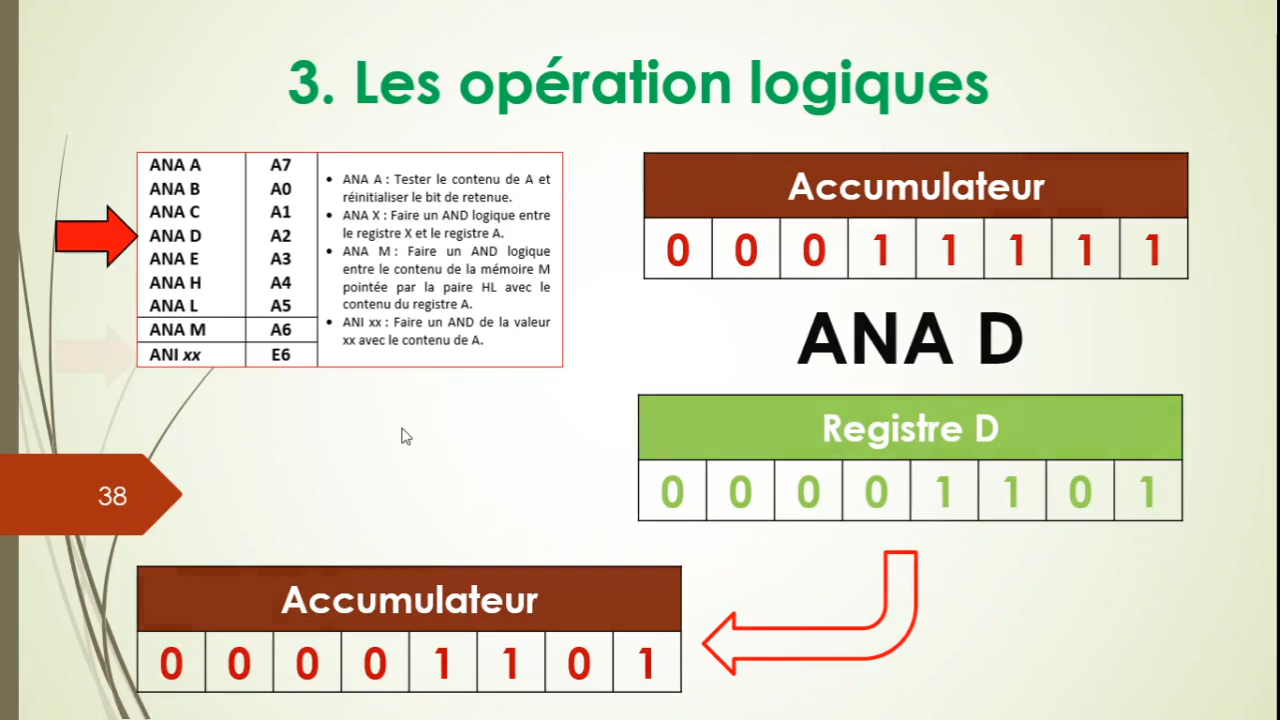 3. Les opération logiques
ANA A A7
ANA B A0
ANA C A1
ANA D A2
ANA E A3
ANA H A4
ANA L A5
ANA M A6
ANI xx E6
• ANA A : Tester le contenu de A et
réinitialiser le bit de retenue.
• ANA X : Faire un AND logique entre
le registre X et le registre A.
• ANA M : Faire un AND logique
entre le contenu de la mémoire M
pointée par la paire HL avec le
contenu du registre A.
• ANI xx : Faire un AND de la valeur
xx avec le contenu de A.
Accumulateur
0 0 0 1 1 1 1 1
ANA D
Registre D
0 0 0 0 1 1 0 1
38
Accumulateur
0 0 0 0 1 1 0 1